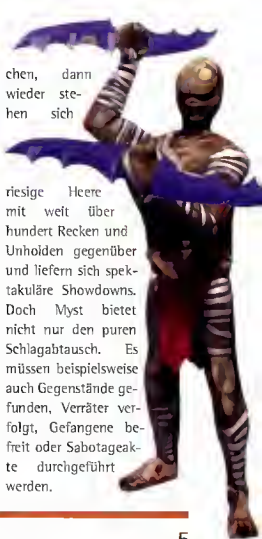 chen, dann
wieder ste-
hen sich
riesige Heere
mit weit über
hundert Recken und
Unholden gegenüber
und liefern sich spek-
takuläre Showdowns.
Doch Myst bietet
nicht nur den puren
Schlagabtausch. Es
müssen beispielsweise
auch Gegenstände ge-
funden, Verräter ver-
folgt, Gefangene be-
freit oder Sabotageak-
te durchgeführt
werden.
5